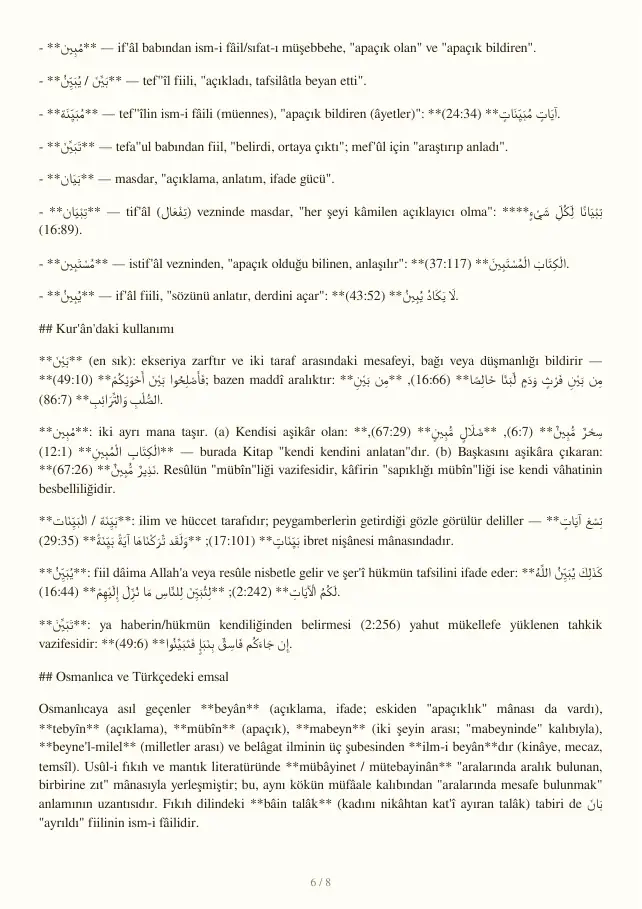 - **مُبِين** — if'âl babından ism-i fâil/sıfat-ı müşebbehe, "apaçık olan" ve "apaçık bildiren".
- **بَيَّنَ / يُبَيِّنُ** — tef"îl fiili, "açıkladı, tafsilâtla beyan etti".
- **مُبَيِّنَة** — tef"îlin ism-i fâili (müennes), "apaçık bildiren (âyetler)": **آيَاتٍ مُبَيِّنَاتٍ** (24:34).
- **تَبَيَّنَ** — tefa"ul babından fiil, "belirdi, ortaya çıktı"; mef'ûl için "araştırıp anladı".
- **بَيَان** — masdar, "açıklama, anlatım, ifade gücü".
- **تِبْيَان** — tif'âl (تِفْعَال) vezninde masdar, "her şeyi kâmilen açıklayıcı olma": **تِبْيَانًا لِكُلِّ شَيْءٍ**
(16:89).
- **مُسْتَبِين** — istif'âl vezninden, "apaçık olduğu bilinen, anlaşılır": **الْكِتَابَ الْمُسْتَبِينَ** (37:117).
- **يُبِينُ** — if'âl fiili, "sözünü anlatır, derdini açar": **لَا يَكَادُ يُبِينُ** (43:52).
## Kur'ân'daki kullanımı
**بَيْنَ** (en sık): ekseriya zarftır ve iki taraf arasındaki mesafeyi, bağı veya düşmanlığı bildirir —
**فَأَصْلِحُوا بَيْنَ أَخَوَيْكُمْ** (49:10); bazen maddî aralıktır: **مِن بَيْنِ فَرْثٍ وَدَمٍ لَّبَنًا خَالِصًا** (16:66), **مِن بَيْنِ
الصُّلْبِ وَالتَّرَائِبِ** (86:7).
**مُبِين**: iki ayrı mana taşır. (a) Kendisi aşikâr olan: **سِحْرٌ مُّبِينٌ** (6:7), **ضَلَالٍ مُّبِينٍ** (67:29),
**الْكِتَابِ الْمُبِينِ** (12:1) — burada Kitap "kendi kendini anlatan"dır. (b) Başkasını aşikâra çıkaran:
**نَذِيرٌ مُّبِينٌ** (67:26). Resûlün "mübîn"liği vazifesidir, kâfirin "sapıklığı mübîn"liği ise kendi vâhatinin
besbelliliğidir.
**بَيِّنَة / الْبَيِّنَات**: ilim ve hüccet tarafıdır; peygamberlerin getirdiği gözle görülür deliller — **تِسْعَ آيَاتٍ
بَيِّنَاتٍ** (17:101); **وَلَقَد تَّرَكْنَاهَا آيَةً بَيِّنَةً** (29:35) ibret nişânesi mânasındadır.
**يُبَيِّنُ**: fiil dâima Allah'a veya resûle nisbetle gelir ve şer'î hükmün tafsilini ifade eder: **كَذَٰلِكَ يُبَيِّنُ اللَّهُ
لَكُمُ الْآيَاتِ** (2:242); **لِتُبَيِّنَ لِلنَّاسِ مَا نُزِّلَ إِلَيْهِمْ** (16:44).
**تَبَيَّنَ**: ya haberin/hükmün kendiliğinden belirmesi (2:256) yahut mükellefe yüklenen tahkik
vazifesidir: **إِن جَاءَكُمْ فَاسِقٌ بِنَبَإٍ فَتَبَيَّنُوا** (49:6).
## Osmanlıca ve Türkçedeki emsal
Osmanlıcaya asıl geçenler **beyân** (açıklama, ifade; eskiden "apaçıklık" mânası da vardı),
**tebyîn** (açıklama), **mübîn** (apaçık), **mabeyn** (iki şeyin arası; "mabeyninde" kalıbıyla),
**beyne'l-milel** (milletler arası) ve belâgat ilminin üç şubesinden **ilm-i beyân**dır (kinâye, mecaz,
temsîl). Usûl-i fıkıh ve mantık literatüründe **mübâyinet / mütebayinân** "aralarında aralık bulunan,
birbirine zıt" mânasıyla yerleşmiştir; bu, aynı kökün müfâale kalıbından "aralarında mesafe bulunmak"
anlamının uzantısıdır. Fıkıh dilindeki **bâin talâk** (kadını nikâhtan kat'î ayıran talâk) tabiri de بَانَ
"ayrıldı" fiilinin ism-i fâilidir.
6 / 8